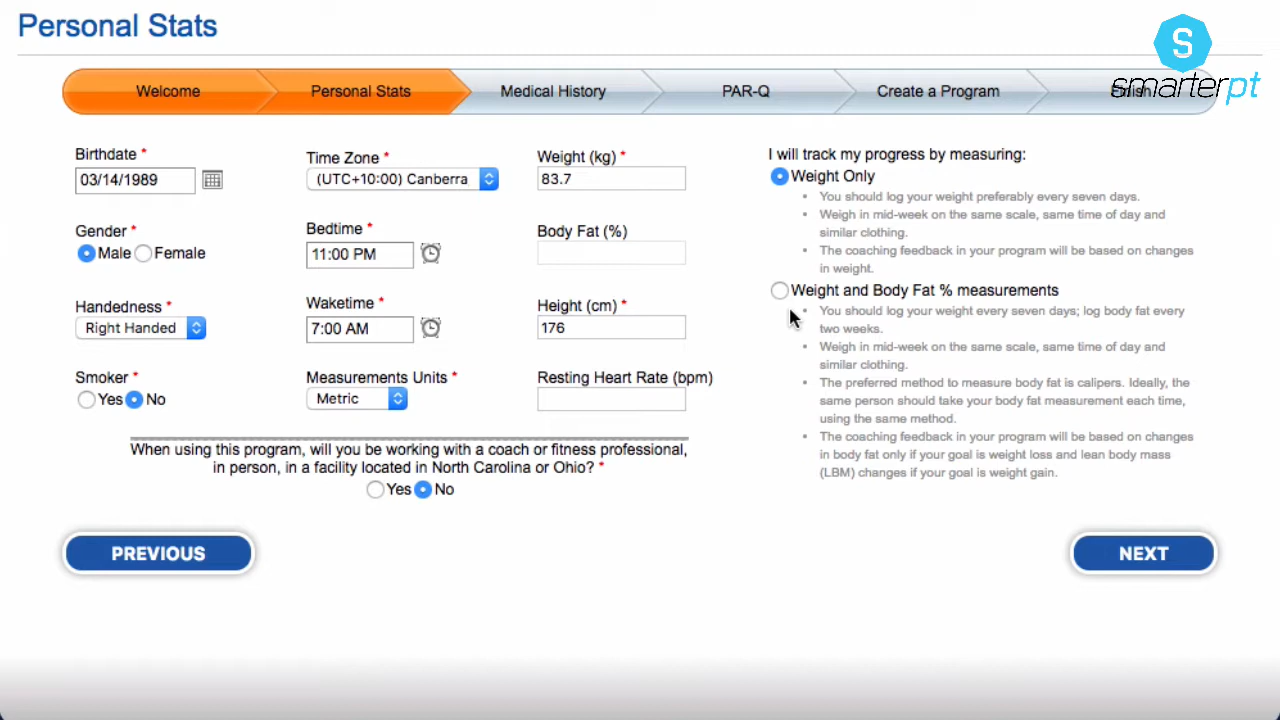 Personal Stats
S
smarterpt
Welcome
Personal Stats
Medical History
PAR-Q
Create a Program
Finish
Birthdate *
03/14/1989
Gender *
Male Female
Handedness *
Right Handed
Smoker *
Yes No
Time Zone *
(UTC+10:00) Canberra
Bedtime *
11:00 PM
Waketime *
7:00 AM
Measurements Units *
Metric
Weight (kg) *
83.7
Body Fat (%)
Height (cm) *
176
Resting Heart Rate (bpm)
When using this program, will you be working with a coach or fitness professional,
in person, in a facility located in North Carolina or Ohio? *
Yes No
I will track my progress by measuring:
Weight Only
• You should log your weight preferably every seven days.
• Weigh in mid-week on the same scale, same time of day and
similar clothing.
• The coaching feedback in your program will be based on changes
in weight.
Weight and Body Fat % measurements
• You should log your weight every seven days; log body fat every
two weeks.
• Weigh in mid-week on the same scale, same time of day and
similar clothing.
• The preferred method to measure body fat is calipers. Ideally, the
same person should take your body fat measurement each time,
using the same method.
• The coaching feedback in your program will be based on changes
in body fat only if your goal is weight loss and lean body mass
(LBM) changes if your goal is weight gain.
PREVIOUS
NEXT